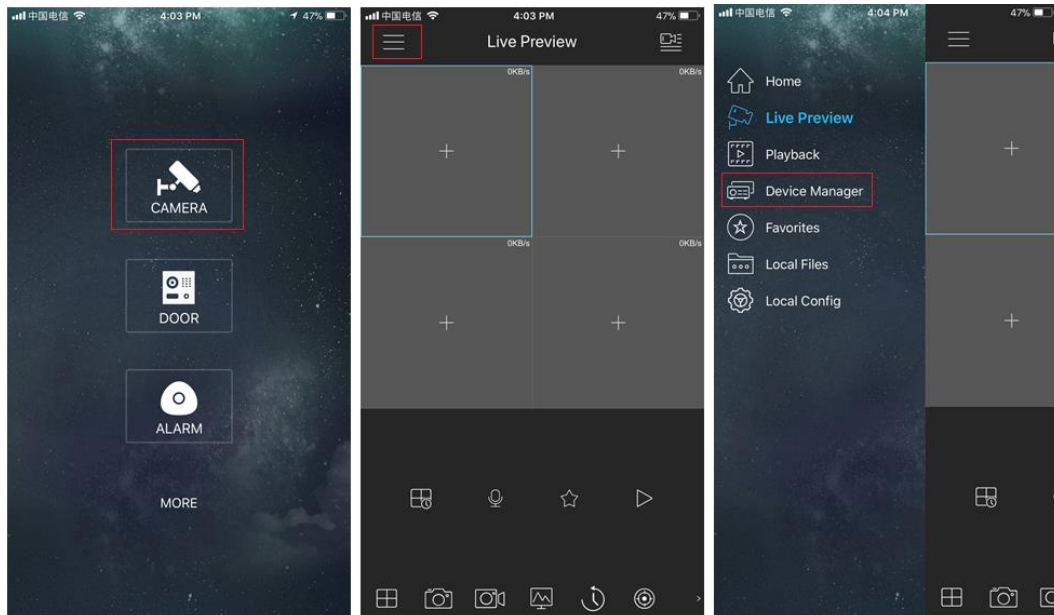 中国电信
4:03 PM
47%
CAMERA
DOOR
ALARM
MORE
中国电信
4:03 PM
47%
Live Preview
0KB/s
0KB/s
0KB/s
0KB/s
中国电信
4:04 PM
47%
Home
Live Preview
Playback
Device Manager
Favorites
Local Files
Local Config